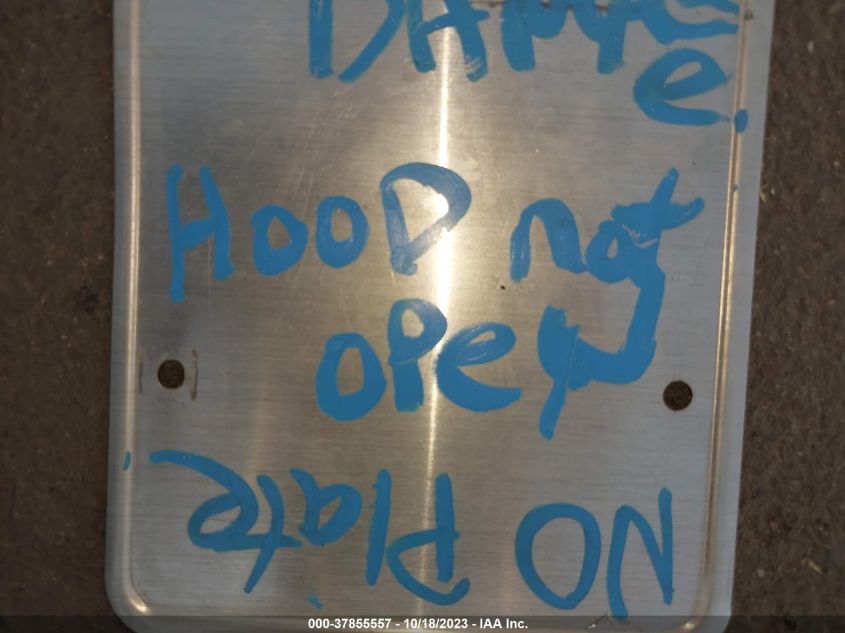 HOOD not
OPen
NO Plate
000-37855557 - 10/18/2023 - IAA Inc.